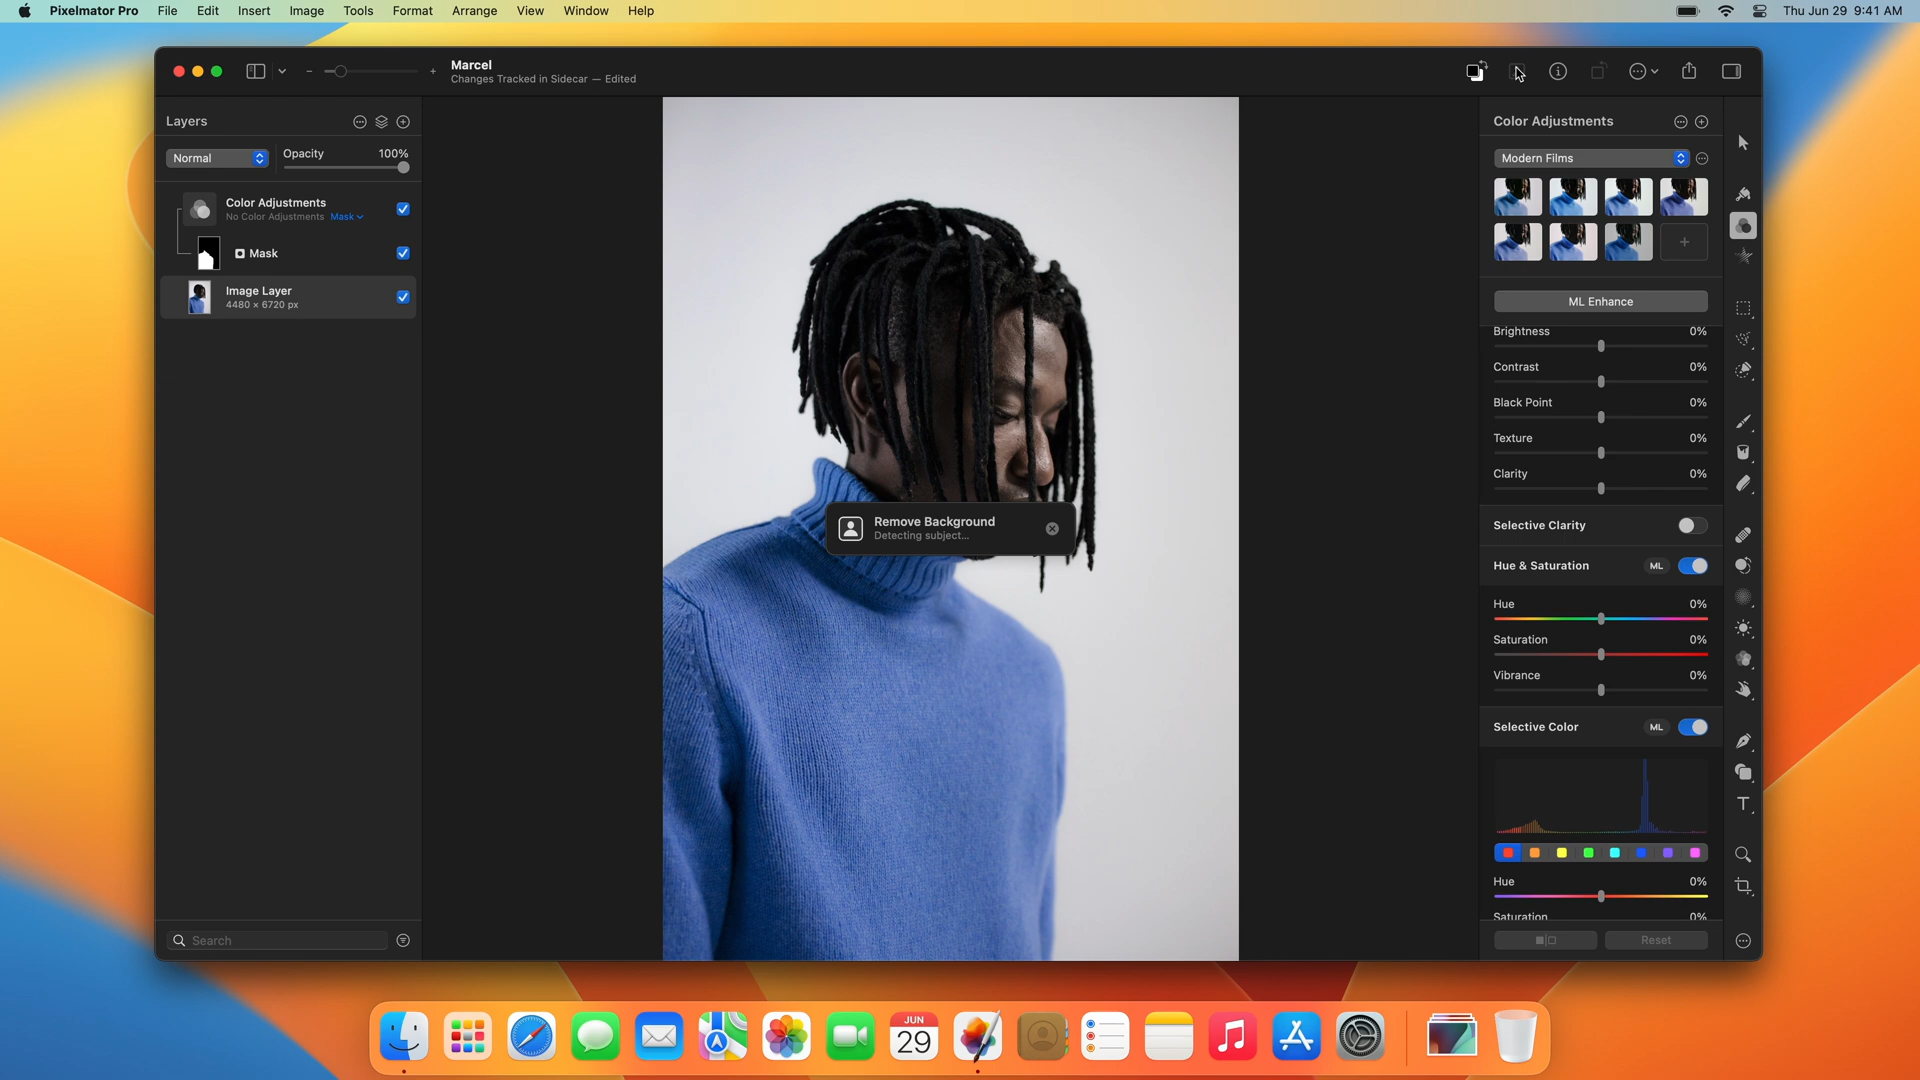 Pixelmator Pro File Edit Insert Image Tools Format Arrange View Window Help
Thu Jun 29 9:41 AM
Marcel
Changes Tracked in Sidecar — Edited
Layers
Normal
Opacity 100%
Color Adjustments
No Color Adjustments Mask
Mask
Image Layer
4480 × 6720 px
Search
Remove Background
Detecting subject...
Color Adjustments
Modern Films
ML Enhance
Brightness 0%
Contrast 0%
Black Point 0%
Texture 0%
Clarity 0%
Selective Clarity
Hue & Saturation ML
Hue 0%
Saturation 0%
Vibrance 0%
Selective Color ML
Hue 0%
Saturation 0%
Reset
T
JUN
29